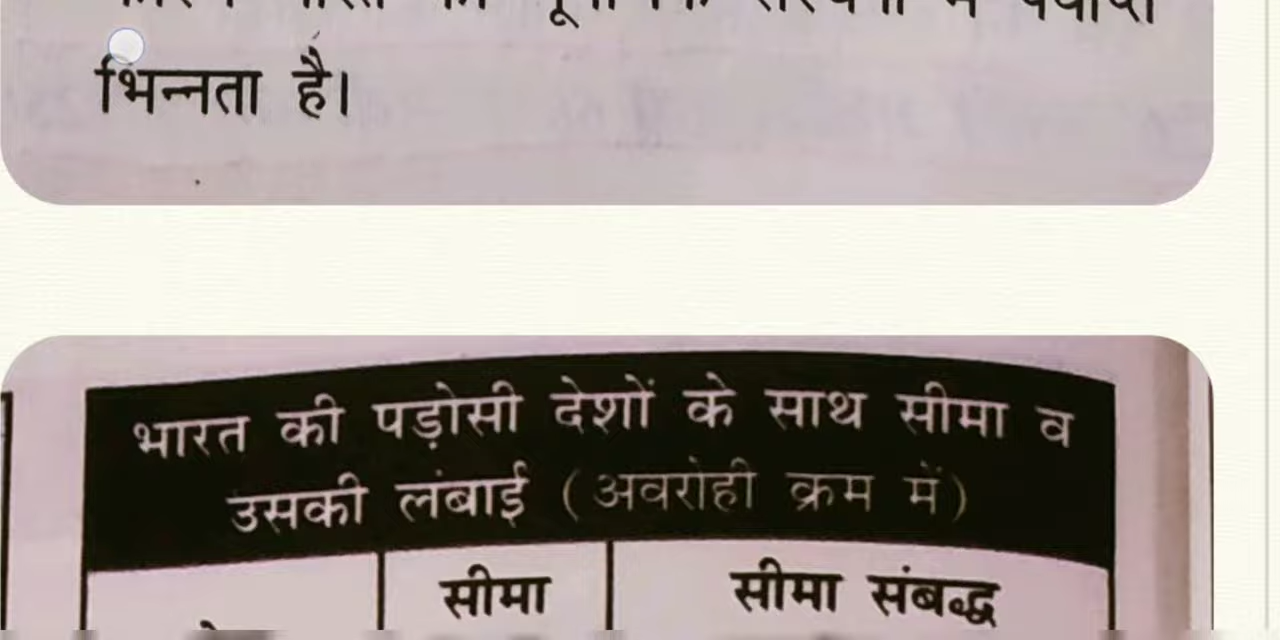 भिन्नता है।
भारत की पड़ोसी देशों के साथ सीमा व
उसकी लंबाई (अवरोही क्रम में)
सीमा
सीमा संबद्ध